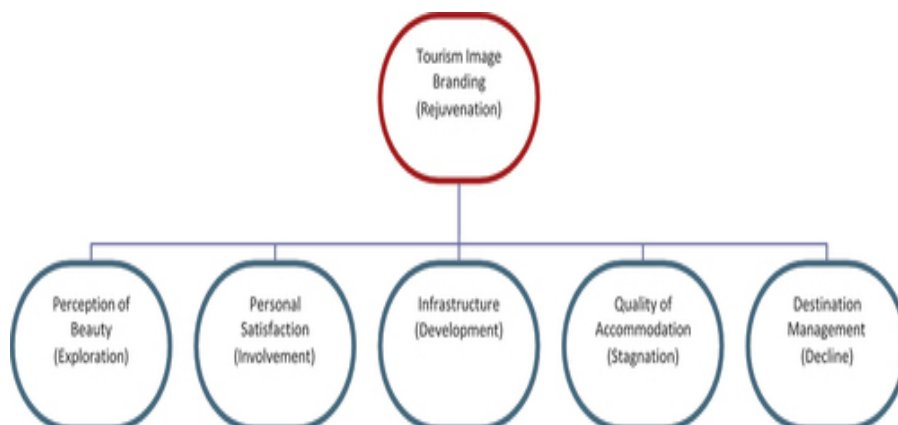 Tourism Image
Branding
(Rejuvenation)
Perception of
Beauty
(Exploration)
Personal
Satisfaction
(Involvement)
Infrastructure
(Development)
Quality of
Accommodation
(Stagnation)
Destination
Management
(Decline)